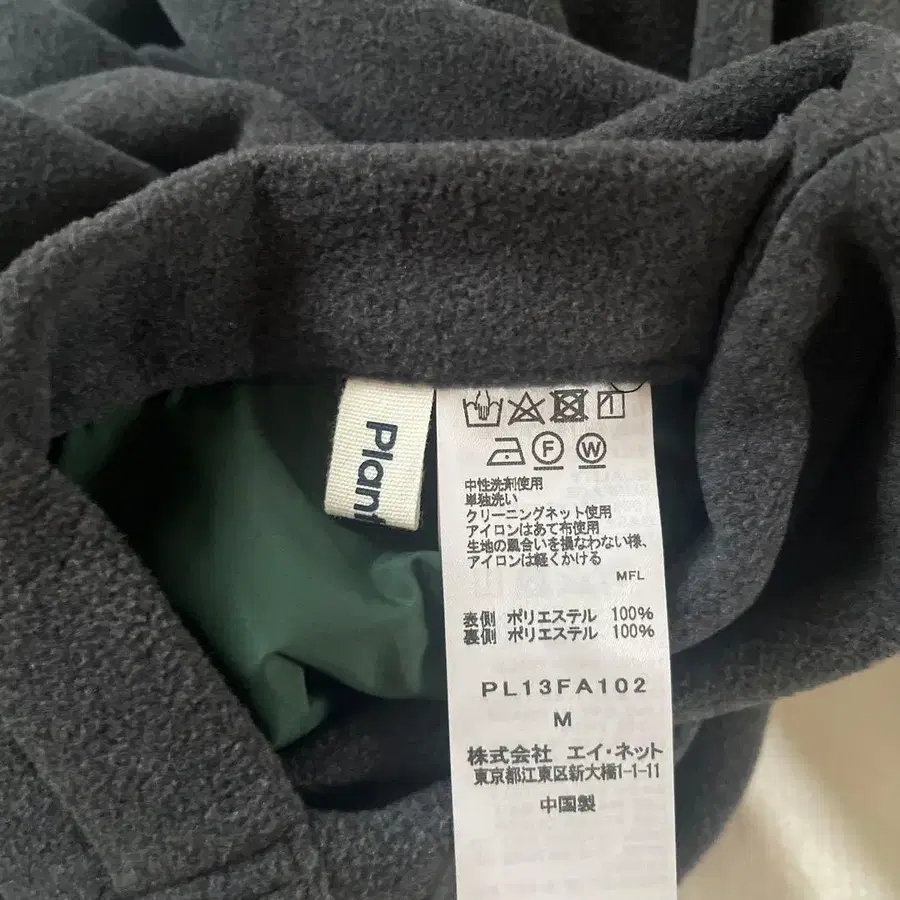 Plant
F W
中性洗剤使用
単独洗い
クリーニングネット使用
アイロンはあて布使用
生地の風合いを損なわない様、
アイロンは軽くかける
MFL
表側 ポリエステル 100%
裏側 ポリエステル 100%
PL13FA102
M
株式会社 エイ・ネット
東京都江東区新大橋1-1-11
中国製